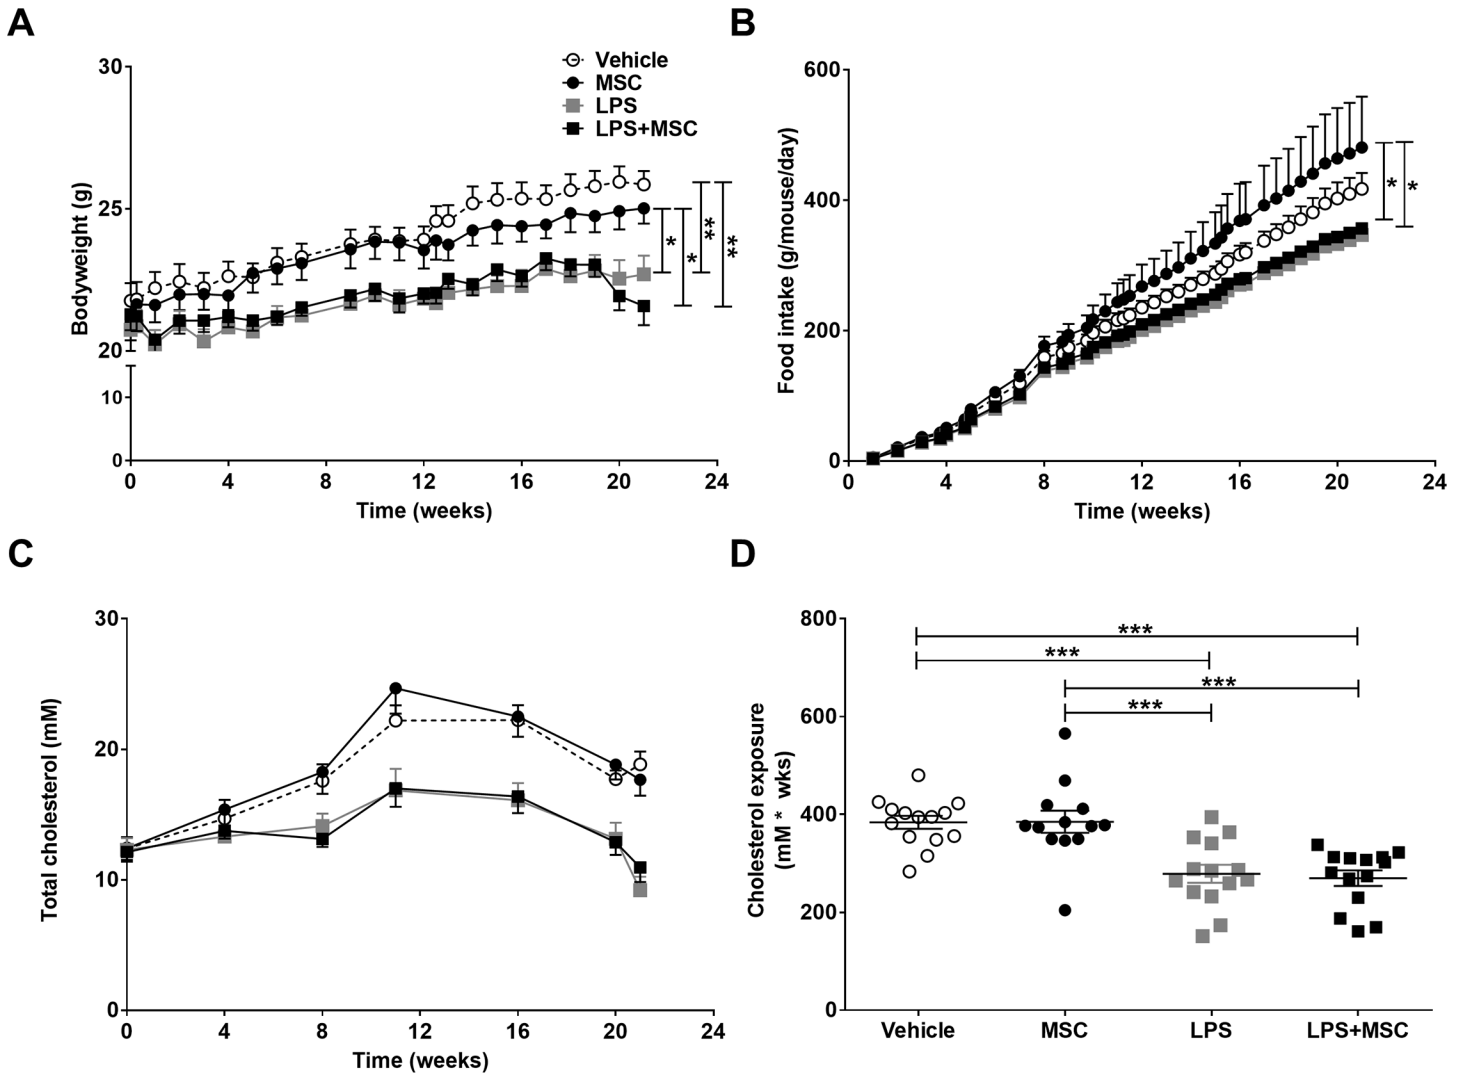 A
B
Vehicle
MSC
LPS
LPS+MSC
Bodyweight (g)
30
25
20
10
0
0 4 8 12 16 20 24
Time (weeks)
* * ** **
Food intake (g/mouse/day)
600
400
200
0
0 4 8 12 16 20 24
Time (weeks)
* *
C
D
Total cholesterol (mM)
30
20
10
0
0 4 8 12 16 20 24
Time (weeks)
Cholesterol exposure
(mM * wks)
800
600
400
200
0
***
***
***
***
Vehicle MSC LPS LPS+MSC